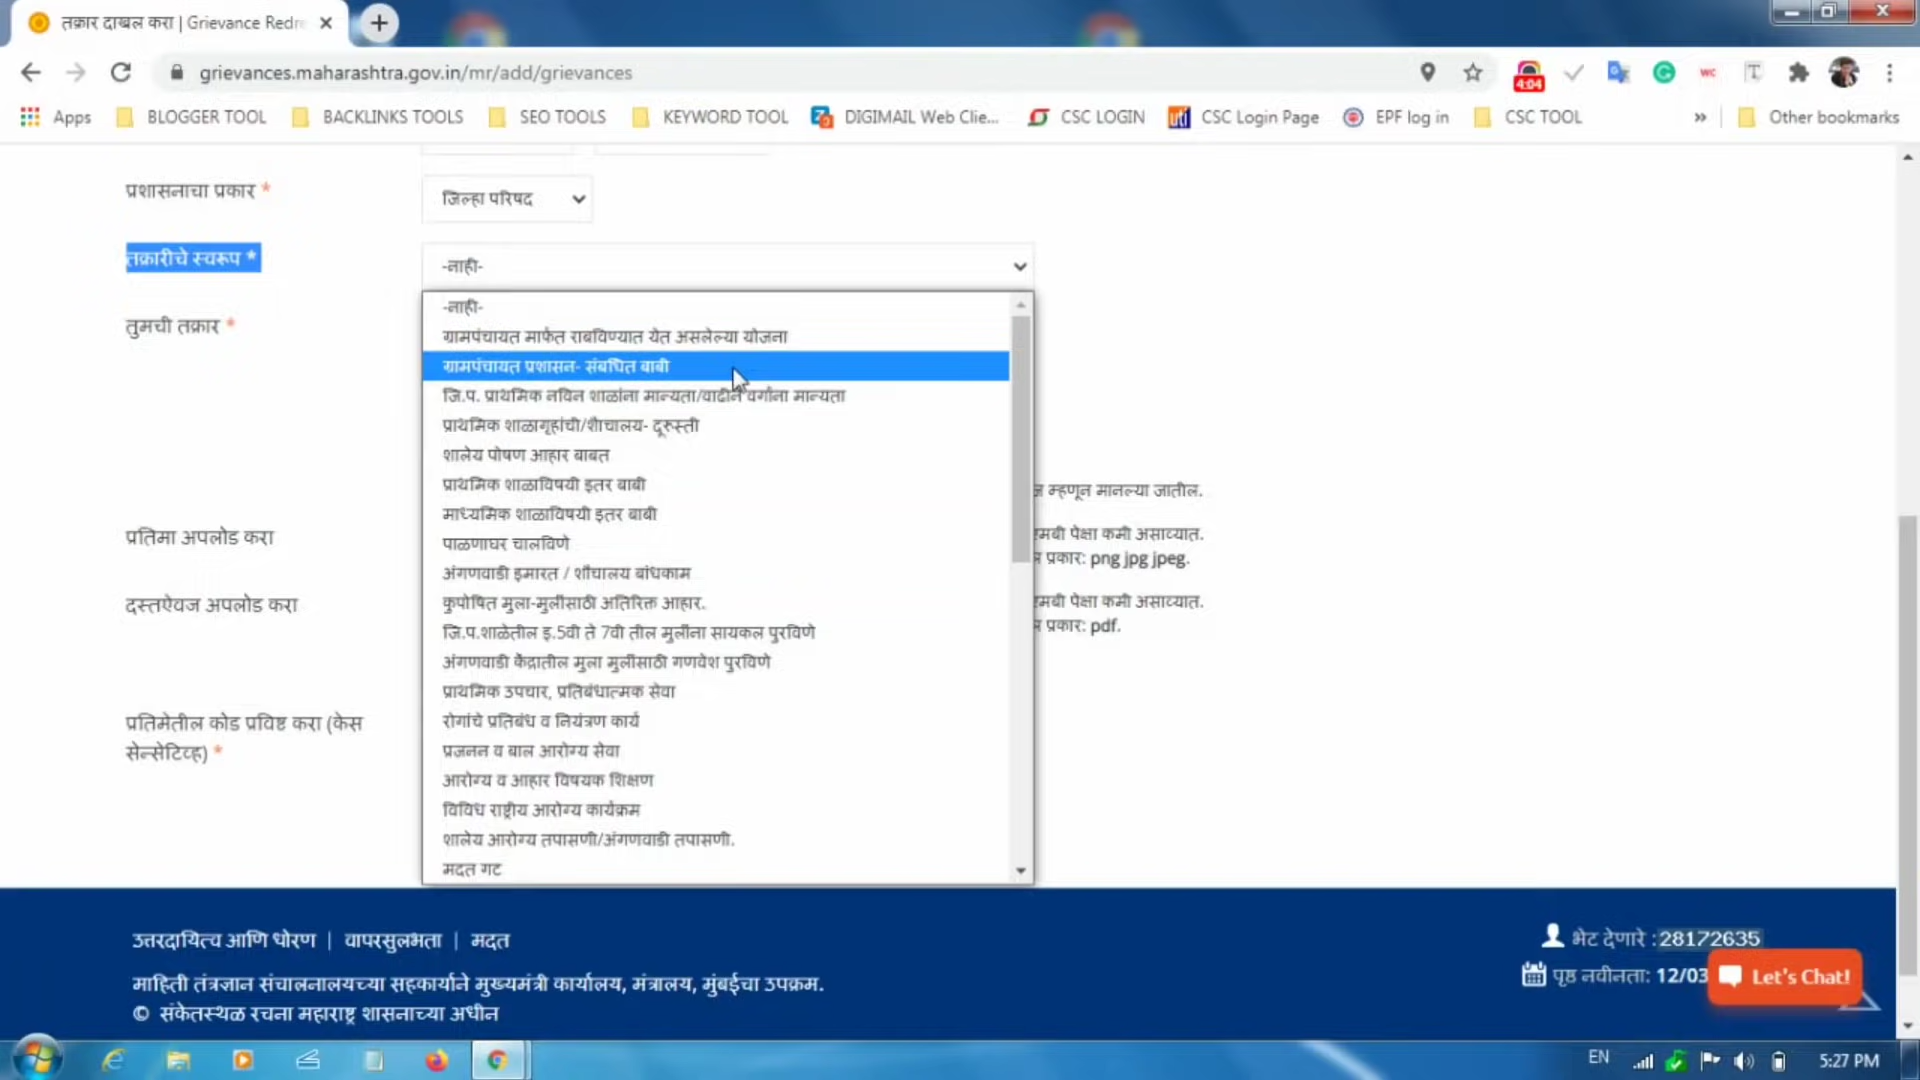 तक्रार दाखल करा | Grievance Redre
grievances.maharashtra.gov.in/mr/add/grievances
4:04
Apps
BLOGGER TOOL
BACKLINKS TOOLS
SEO TOOLS
KEYWORD TOOL
DIGIMAIL Web Clie...
CSC LOGIN
uti
CSC Login Page
EPF log in
CSC TOOL
»
Other bookmarks
प्रशासनाचा प्रकार *
जिल्हा परिषद
तक्रारीचे स्वरूप *
-नाही-
तुमची तक्रार *
-नाही-
ग्रामपंचायत मार्फत राबविण्यात येत असलेल्या योजना
ग्रामपंचायत प्रशासन- संबधित बाबी
जि.प. प्राथमिक नविन शाळांना मान्यता/वाढीने वर्गांना मान्यता
प्राथमिक शाळागृहांची/शैाचालय- दूरूस्ती
शालेय पोषण आहार बाबत
प्राथमिक शाळाविषयी इतर बाबी
माध्यमिक शाळाविषयी इतर बाबी
पाळणाघर चालविणे
अंगणवाडी इमारत / शौचालय बांधकाम
कुपोषित मुला-मुलींसाठी अतिरिक्त आहार.
जि.प.शाळेतील इ.5वी ते 7वी तील मुलींना सायकल पुरविणे
अंगणवाडी केंद्रातील मुला मुलींसाठी गणवेश पुरविणे
प्राथमिक उपचार, प्रतिबंधात्मक सेवा
रोगांचे प्रतिबंध व नियंत्रण कार्य
प्रजनन व बाल आरोग्य सेवा
आरोग्य व आहार विषयक शिक्षण
विविध राष्ट्रीय आरोग्य कार्यक्रम
शालेय आरोग्य तपासणी/अंगणवाडी तपासणी.
मदत गट
म्हणून मानल्या जातील.
प्रतिमा अपलोड करा
पेक्षा कमी असाव्यात.
प्रकार: png jpg jpeg.
दस्तऐवज अपलोड करा
पेक्षा कमी असाव्यात.
प्रकार: pdf.
प्रतिमेतील कोड प्रविष्ट करा (केस
सेन्सेटिव्ह) *
उत्तरदायित्व आणि धोरण | वापरसुलभता | मदत
माहिती तंत्रज्ञान संचालनालयच्या सहकार्याने मुख्यमंत्री कार्यालय, मंत्रालय, मुंबईचा उपक्रम.
© संकेतस्थळ रचना महाराष्ट्र शासनाच्या अधीन
भेट देणारे :28172635
पृष्ठ नवीनता: 12/03
Let's Chat!
EN
5:27 PM